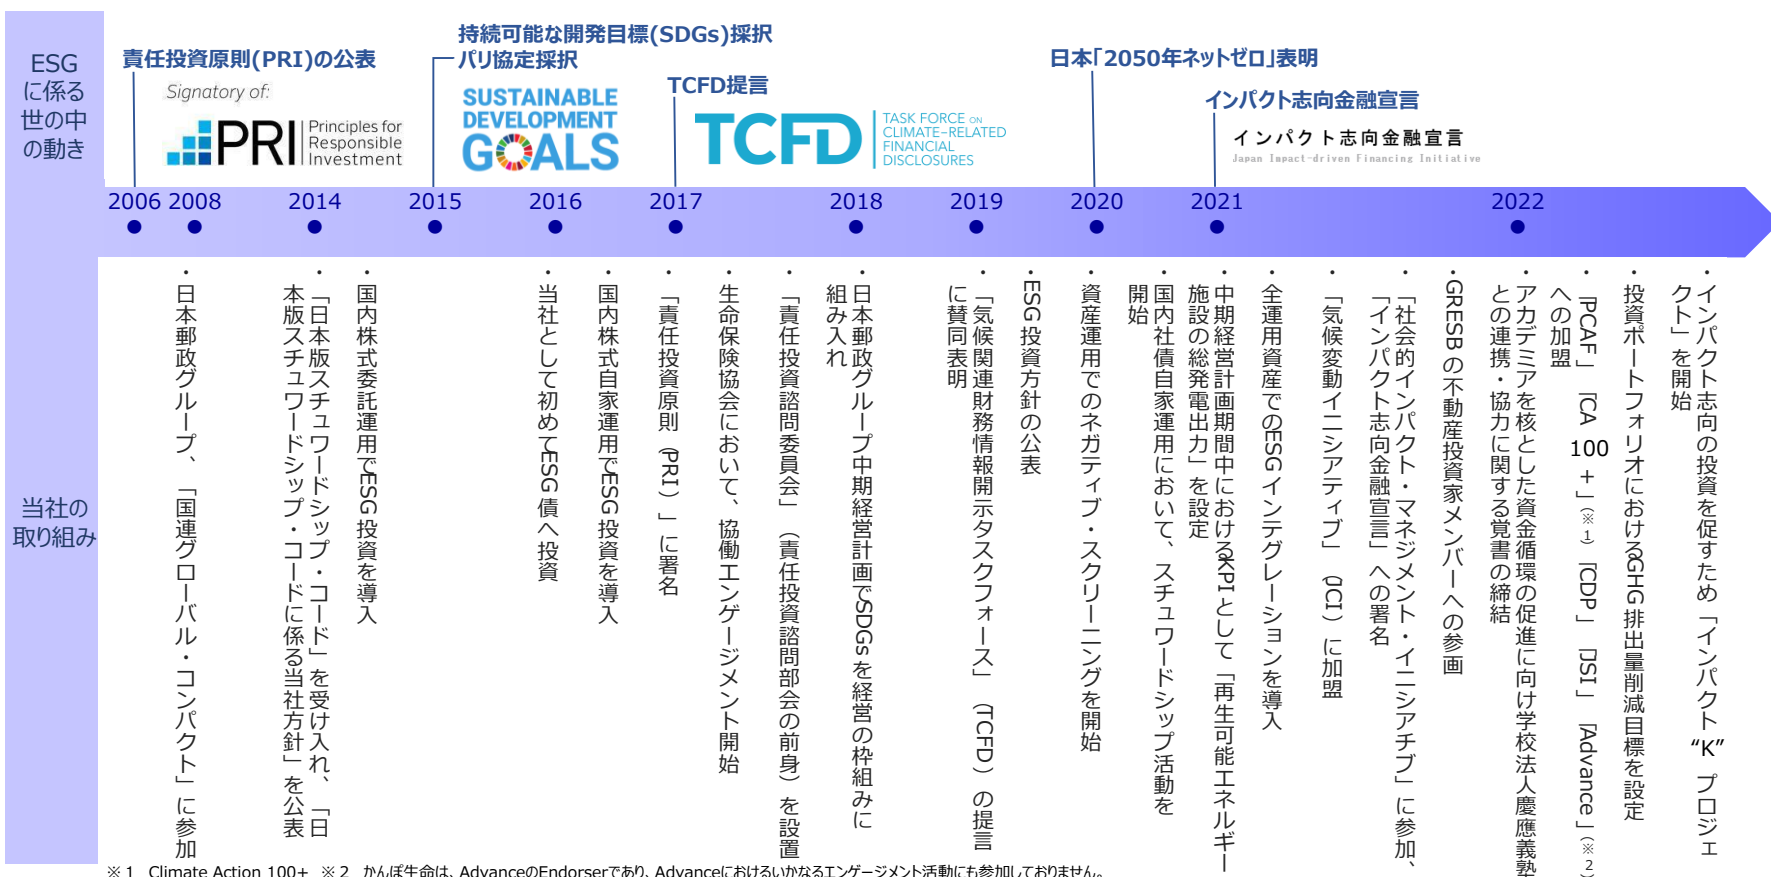 ESG
に係る
世の中
の動き
責任投資原則(PRI)の公表
Signatory of:
PRI
Principles for
Responsible
Investment
持続可能な開発目標(SDGs)採択
パリ協定採択
SUSTAINABLE
DEVELOPMENT
GOALS
TCFD提言
TCFD
TASK FORCE ON
CLIMATE-RELATED
FINANCIAL
DISCLOSURES
日本「2050年ネットゼロ」表明
インパクト志向金融宣言
インパクト志向金融宣言
Japan Impact-driven Financing Initiative
2006 2008 2014 2015 2016 2017 2018 2019 2020 2021 2022
当社の
取り組み
・日本郵政グループ、「国連グローバル・コンパクト」に参加
・「日本版スチュワードシップ・コード」を受け入れ、「日
本版スチュワードシップ・コードに係る当社方針」を公表
・国内株式委託運用でESG投資を導入
・当社として初めてESG債へ投資
・国内株式自家運用でESG投資を導入
・「責任投資原則(PRI)」に署名
・生命保険協会において、協働エンゲージメント開始
・「責任投資諮問委員会」(責任投資諮問部会の前身)を設置
・日本郵政グループ中期経営計画でSDGsを経営の枠組みに
組み入れ
・「気候関連財務情報開示タスクフォース」(TCFD)の提言
に賛同表明
・ESG投資方針の公表
・資産運用でのネガティブ・スクリーニングを開始
・国内社債自家運用において、スチュワードシップ活動を
開始
・中期経営計画期間中におけるKPIとして「再生可能エネルギー
施設の総発電出力」を設定
・全運用資産でのESGインテグレーションを導入
・「気候変動イニシアティブ」(JCI)に加盟
・「社会的インパクト・マネジメント・イニシアチブ」に参加、
「インパクト志向金融宣言」への署名
・GRESBの不動産投資家メンバーへの参画
・アカデミアを核とした資金循環の促進に向け学校法人慶應義塾
との連携・協力に関する覚書の締結
・「PCAF」「CA100+」(※1)「CDP」「JSI」「Advance」(※2)
への加盟
・投資ポートフォリオにおけるGHG排出量削減目標を設定
・インパクト志向の投資を促すため「インパクト“K”プロジェ
クト」を開始
※1 Climate Action 100+ ※2 かんぽ生命は、AdvanceのEndorserであり、Advanceにおけるいかなるエンゲージメント活動にも参加しておりません。